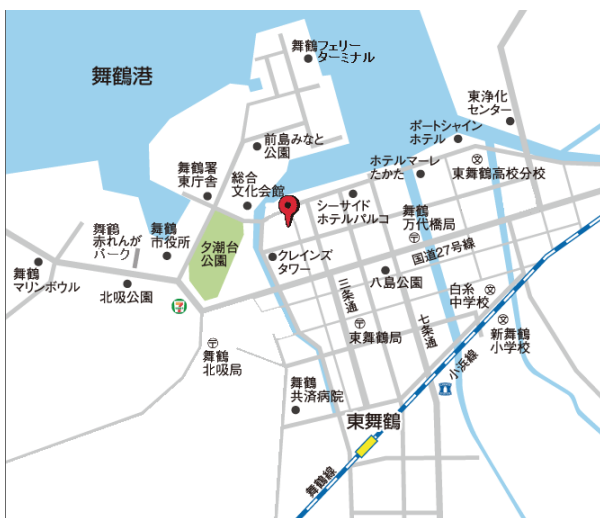 舞鶴フェリー
ターミナル
舞鶴港
東浄化
センター
ポートシャイン
ホテル
前島みなと
公園
ホテルマーレ
たかた
東舞鶴高校分校
舞鶴署
東庁舎
総合
文化会館
シーサイド
ホテルパルコ
舞鶴
万代橋局
舞鶴
赤れんが
パーク
舞鶴
市役所
夕潮台
公園
クレインズ
タワー
国道27号線
舞鶴
マリンボウル
北吸公園
三条通
八島公園
白糸
中学校
東舞鶴局
七条通
新舞鶴
小学校
舞鶴
北吸局
小浜線
舞鶴
共済病院
東舞鶴
舞鶴線